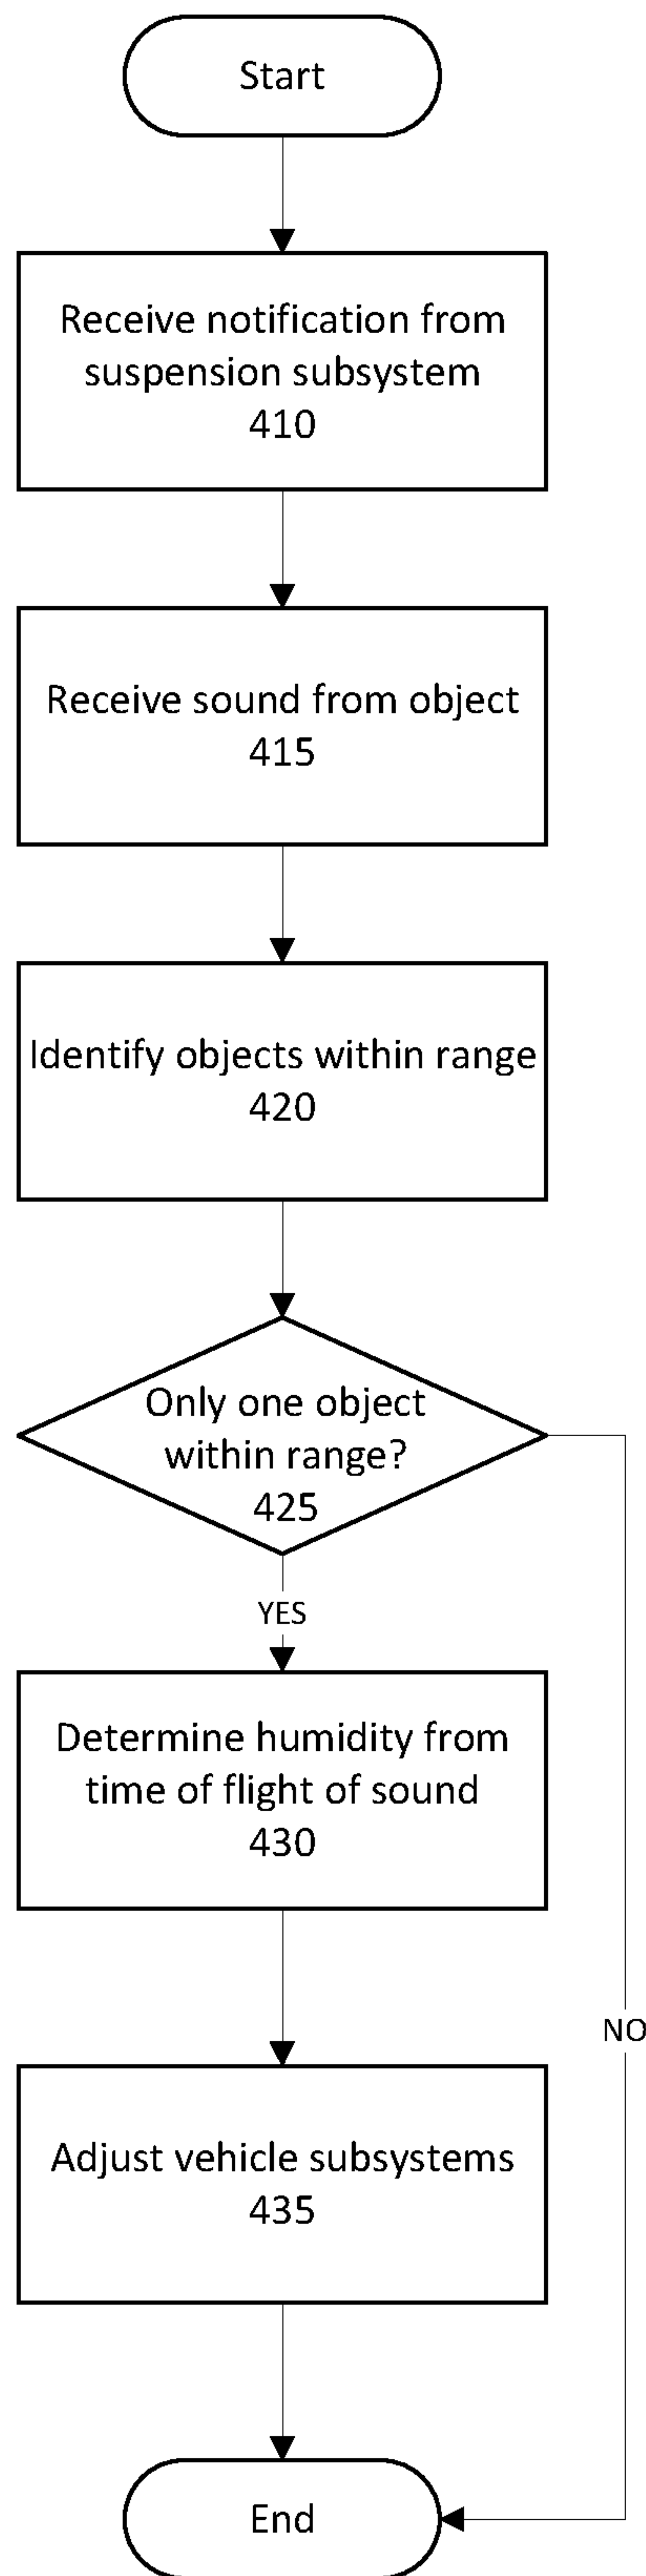 Start
Receive notification from
suspension subsystem
410
Receive sound from object
415
Identify objects within range
420
Only one object
within range?
425
YES
Determine humidity from
time of flight of sound
430
NO
Adjust vehicle subsystems
435
End